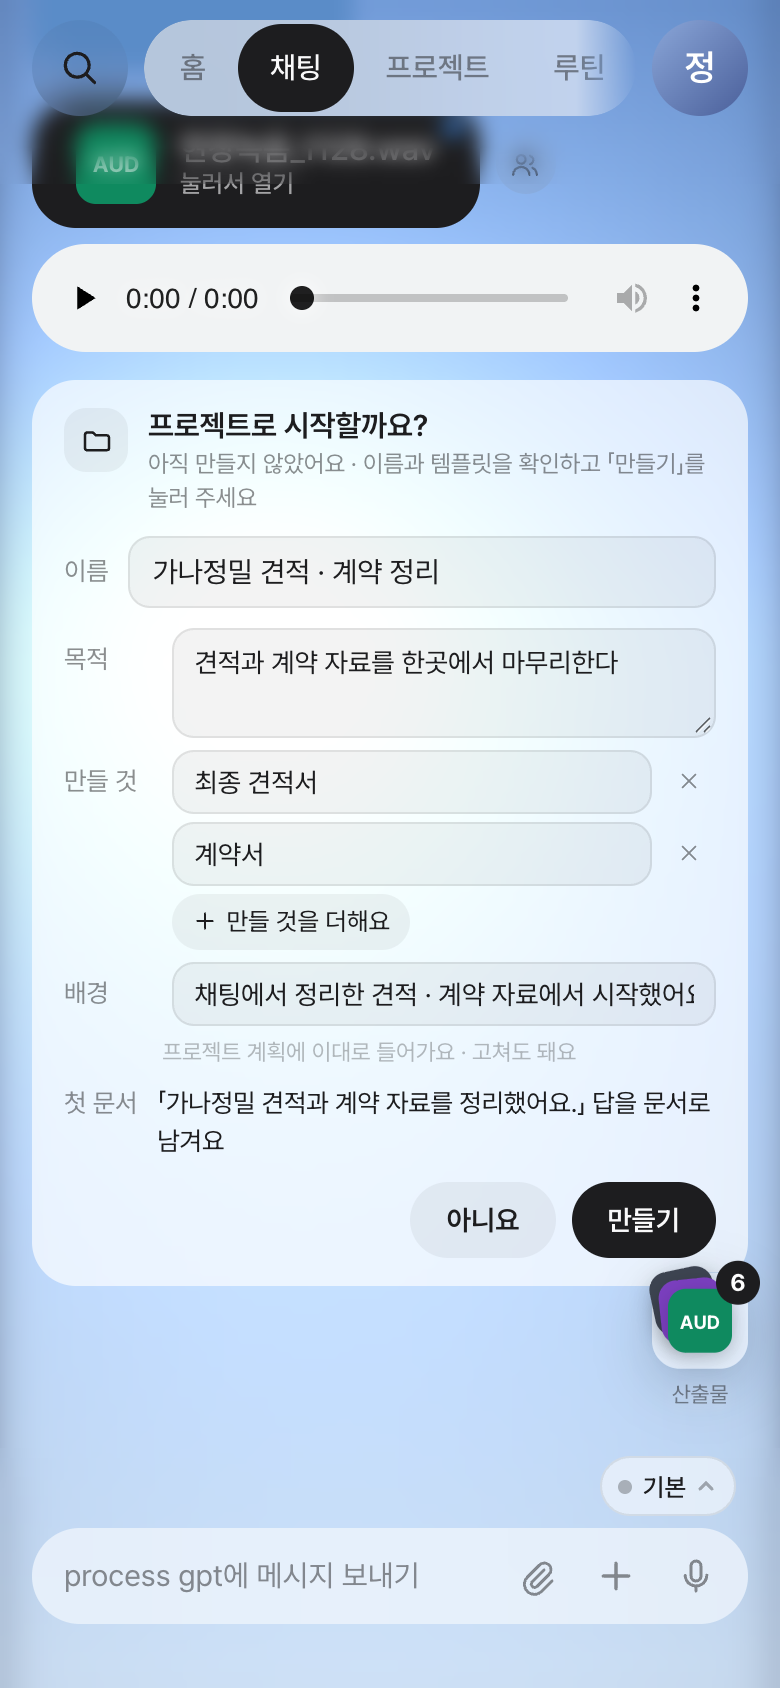 홈
채팅
프로젝트
루틴
정
AUD
눌러서 열기
0:00 / 0:00
프로젝트로 시작할까요?
아직 만들지 않았어요 · 이름과 템플릿을 확인하고 「만들기」를
눌러 주세요
이름
가나정밀 견적 · 계약 정리
목적
견적과 계약 자료를 한곳에서 마무리한다
만들 것
최종 견적서
계약서
+ 만들 것을 더해요
배경
채팅에서 정리한 견적 · 계약 자료에서 시작했어
프로젝트 계획에 이대로 들어가요 · 고쳐도 돼요
첫 문서
「가나정밀 견적과 계약 자료를 정리했어요.」 답을 문서로
남겨요
아니요
만들기
6
AUD
산출물
기본
process gpt에 메시지 보내기